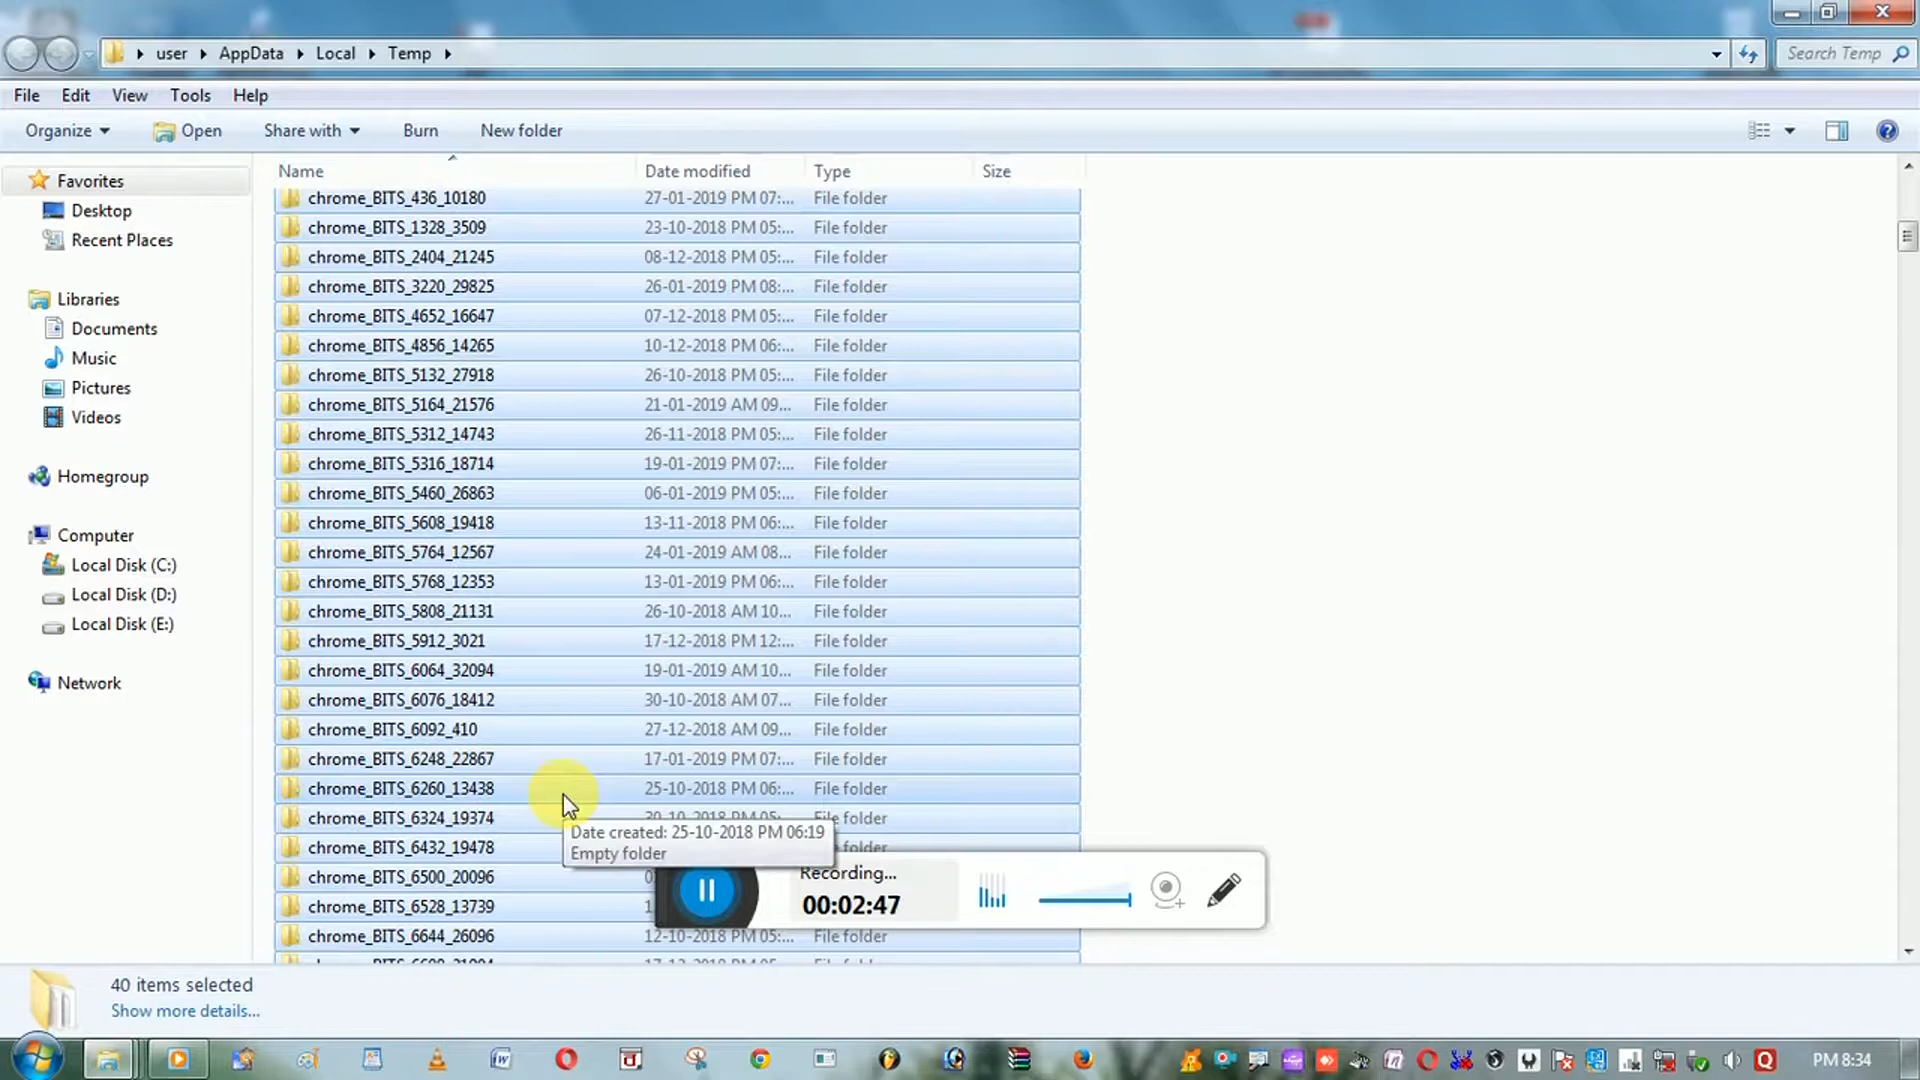 user AppData Local Temp
Search Temp
File Edit View Tools Help
Organize Open Share with Burn New folder
Name Date modified Type Size
Favorites
Desktop
Recent Places
Libraries
Documents
Music
Pictures
Videos
Homegroup
Computer
Local Disk (C:)
Local Disk (D:)
Local Disk (E:)
Network
chrome_BITS_436_10180 27-01-2019 PM 07:... File folder
chrome_BITS_1328_3509 23-10-2018 PM 05:... File folder
chrome_BITS_2404_21245 08-12-2018 PM 05:... File folder
chrome_BITS_3220_29825 26-01-2019 PM 08:... File folder
chrome_BITS_4652_16647 07-12-2018 PM 05:... File folder
chrome_BITS_4856_14265 10-12-2018 PM 06:... File folder
chrome_BITS_5132_27918 26-10-2018 PM 05:... File folder
chrome_BITS_5164_21576 21-01-2019 AM 09... File folder
chrome_BITS_5312_14743 26-11-2018 PM 05:... File folder
chrome_BITS_5316_18714 19-01-2019 PM 07:... File folder
chrome_BITS_5460_26863 06-01-2019 PM 05:... File folder
chrome_BITS_5608_19418 13-11-2018 PM 06:... File folder
chrome_BITS_5764_12567 24-01-2019 AM 08... File folder
chrome_BITS_5768_12353 13-01-2019 PM 06:... File folder
chrome_BITS_5808_21131 26-10-2018 AM 10... File folder
chrome_BITS_5912_3021 17-12-2018 PM 12:... File folder
chrome_BITS_6064_32094 19-01-2019 AM 10... File folder
chrome_BITS_6076_18412 30-10-2018 AM 07... File folder
chrome_BITS_6092_410 27-12-2018 AM 09... File folder
chrome_BITS_6248_22867 17-01-2019 PM 07:... File folder
chrome_BITS_6260_13438 25-10-2018 PM 06:... File folder
chrome_BITS_6324_19374 File folder
chrome_BITS_6432_19478 folder
chrome_BITS_6500_20096
chrome_BITS_6528_13739
chrome_BITS_6644_26096 12-10-2018 PM 05:... File folder
Date created: 25-10-2018 PM 06:19
Empty folder
Recording...
00:02:47
40 items selected
Show more details...
PM 8:34